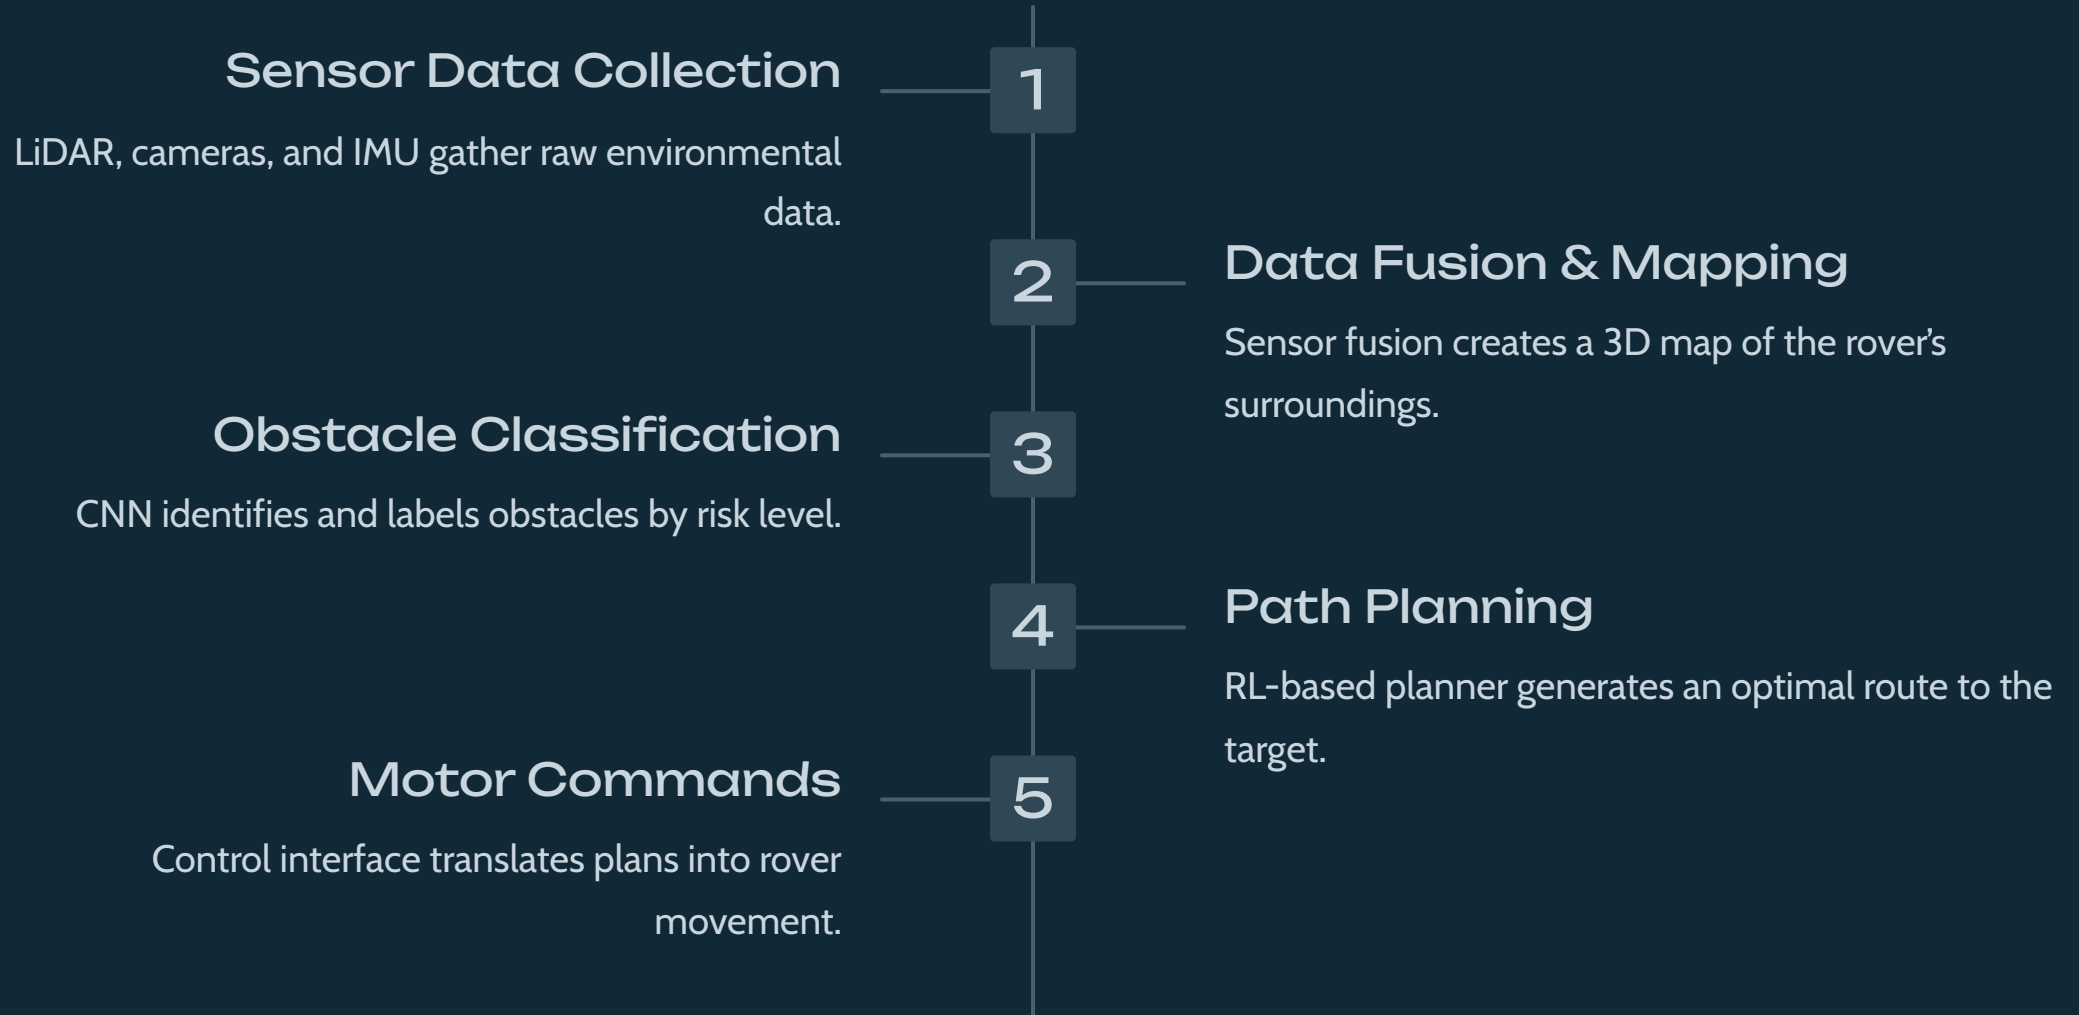 Sensor Data Collection
1
LiDAR, cameras, and IMU gather raw environmental
data.
2
Data Fusion & Mapping
Sensor fusion creates a 3D map of the rover’s
surroundings.
Obstacle Classification
3
CNN identifies and labels obstacles by risk level.
4
Path Planning
RL-based planner generates an optimal route to the
target.
Motor Commands
5
Control interface translates plans into rover
movement.